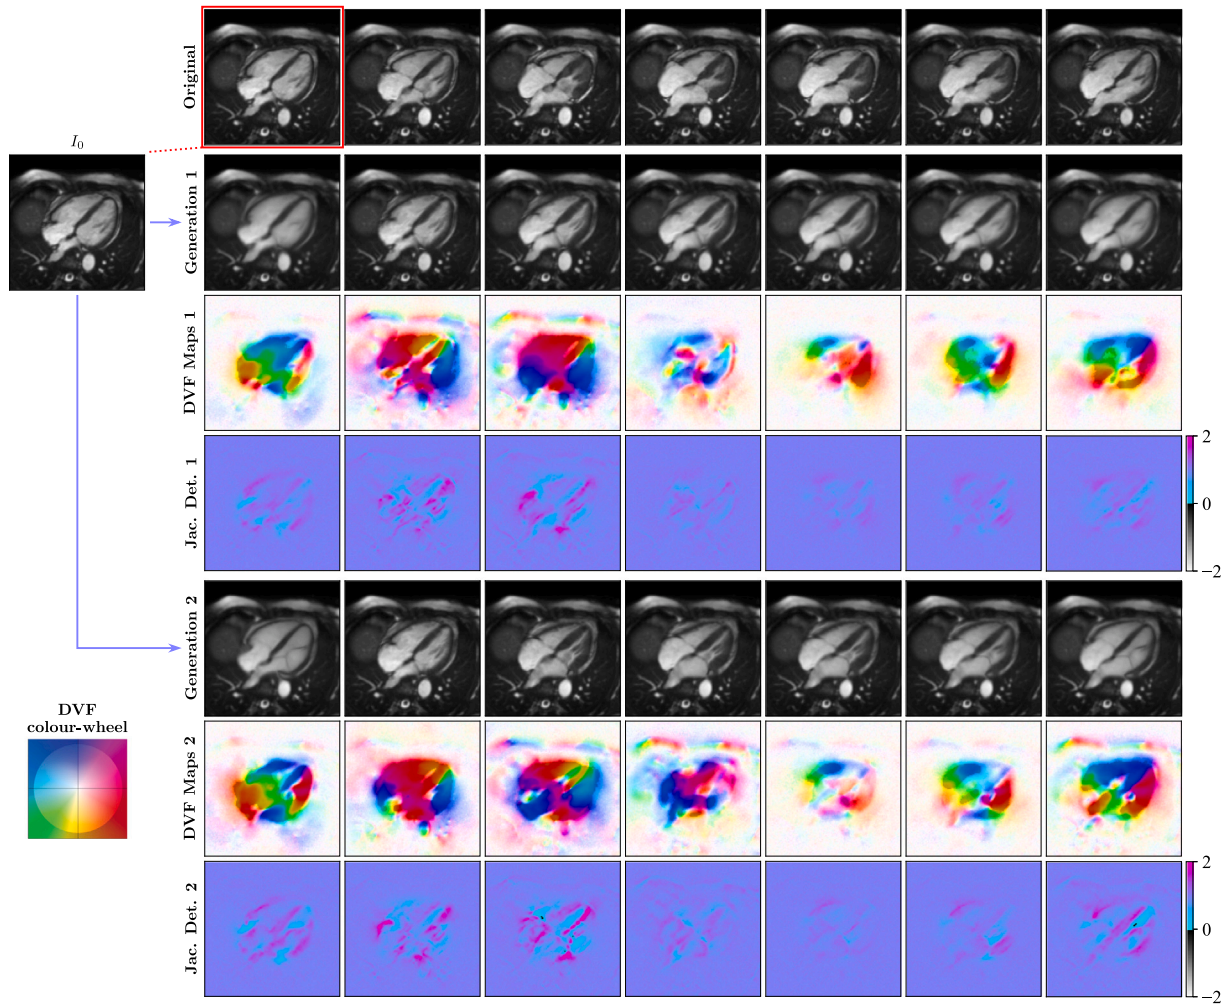 Original
I₀
Generation 1
DVF Maps 1
Jac. Det. 1
2
0
−2
Generation 2
DVF
colour-wheel
DVF Maps 2
Jac. Det. 2
2
0
−2